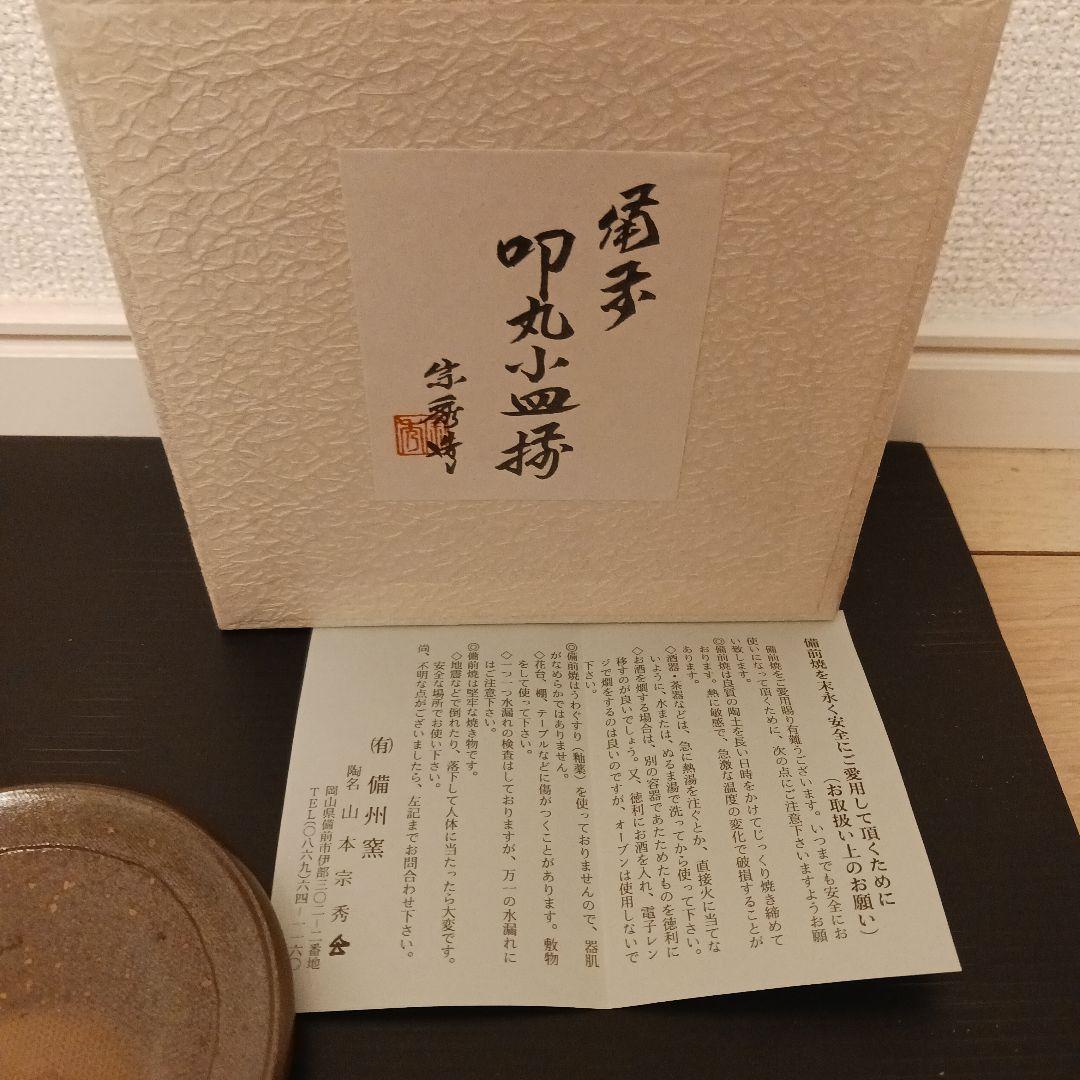 備前
叩丸小皿揃
宗秀
備前焼を末永く安全にご愛用して頂くために
（お取扱い上のお願い）
備前焼をご愛用賜り有難うございます。いつまでも安全にお
使いになって頂くために、次の点にご注意下さいますようお願
い致します。
◎備前焼は良質の陶土を長い日時をかけてじっくり焼き締めて
おります。熱に敏感で、急激な温度の変化で破損することが
あります。
◇酒器・茶器などは、急に熱湯を注ぐとか、直接火に当てな
いように、水または、ぬるま湯で洗ってから使って下さい。
◇お酒を燗する場合は、別の容器であたためたものを徳利に
移すのが良いでしょう。又、徳利にお酒を入れ、電子レン
ジで燗をするのは良いのですが、オーブンは使用しないで
下さい。
◎備前焼はうわぐすり（釉薬）を使っておりませんので、器肌
がなめらかではありません。
◇花台、棚、テーブルなどに傷がつくことがあります。敷物
をして使って下さい。
◇一つ一つ水漏れの検査はしておりますが、万一の水漏れに
はご注意下さい。
◎備前焼は堅牢な焼き物です。
◇地震などで倒れたり、落下して人体に当たったら大変です。
安全な場所でお使い下さい。
尚、不明な点がございましたら、左記までお問合わせ下さい。
㈲備州窯
陶名 山本宗秀
岡山県備前市伊部三〇二－二番地
TEL（〇八六九）六四－一一六〇